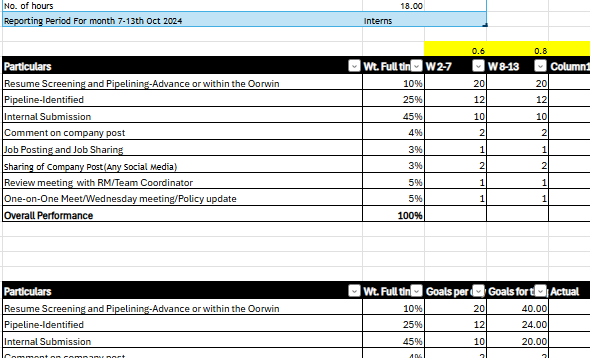 No. of hours 18.00
Reporting Period For month 7-13th Oct 2024 Interns
0.6 0.8
Particulars Wt. Full tin W 2-7 W 8-13 Column1
Resume Screening and Pipelining-Advance or within the Oorwin 10% 20 20
Pipeline-Identified 25% 12 12
Internal Submission 45% 10 10
Comment on company post 4% 2 2
Job Posting and Job Sharing 3% 1 1
Sharing of Company Post(Any Social Media) 3% 2 2
Review meeting with RM/Team Coordinator 5% 1 1
One-on-One Meet/Wednesday meeting/Policy update 5% 1 1
Overall Performance 100%
Particulars Wt. Full tin Goals per Goals for t Actual
Resume Screening and Pipelining-Advance or within the Oorwin 10% 20 40.00
Pipeline-Identified 25% 12 24.00
Internal Submission 45% 10 20.00
Comment on company post 4% 2 2